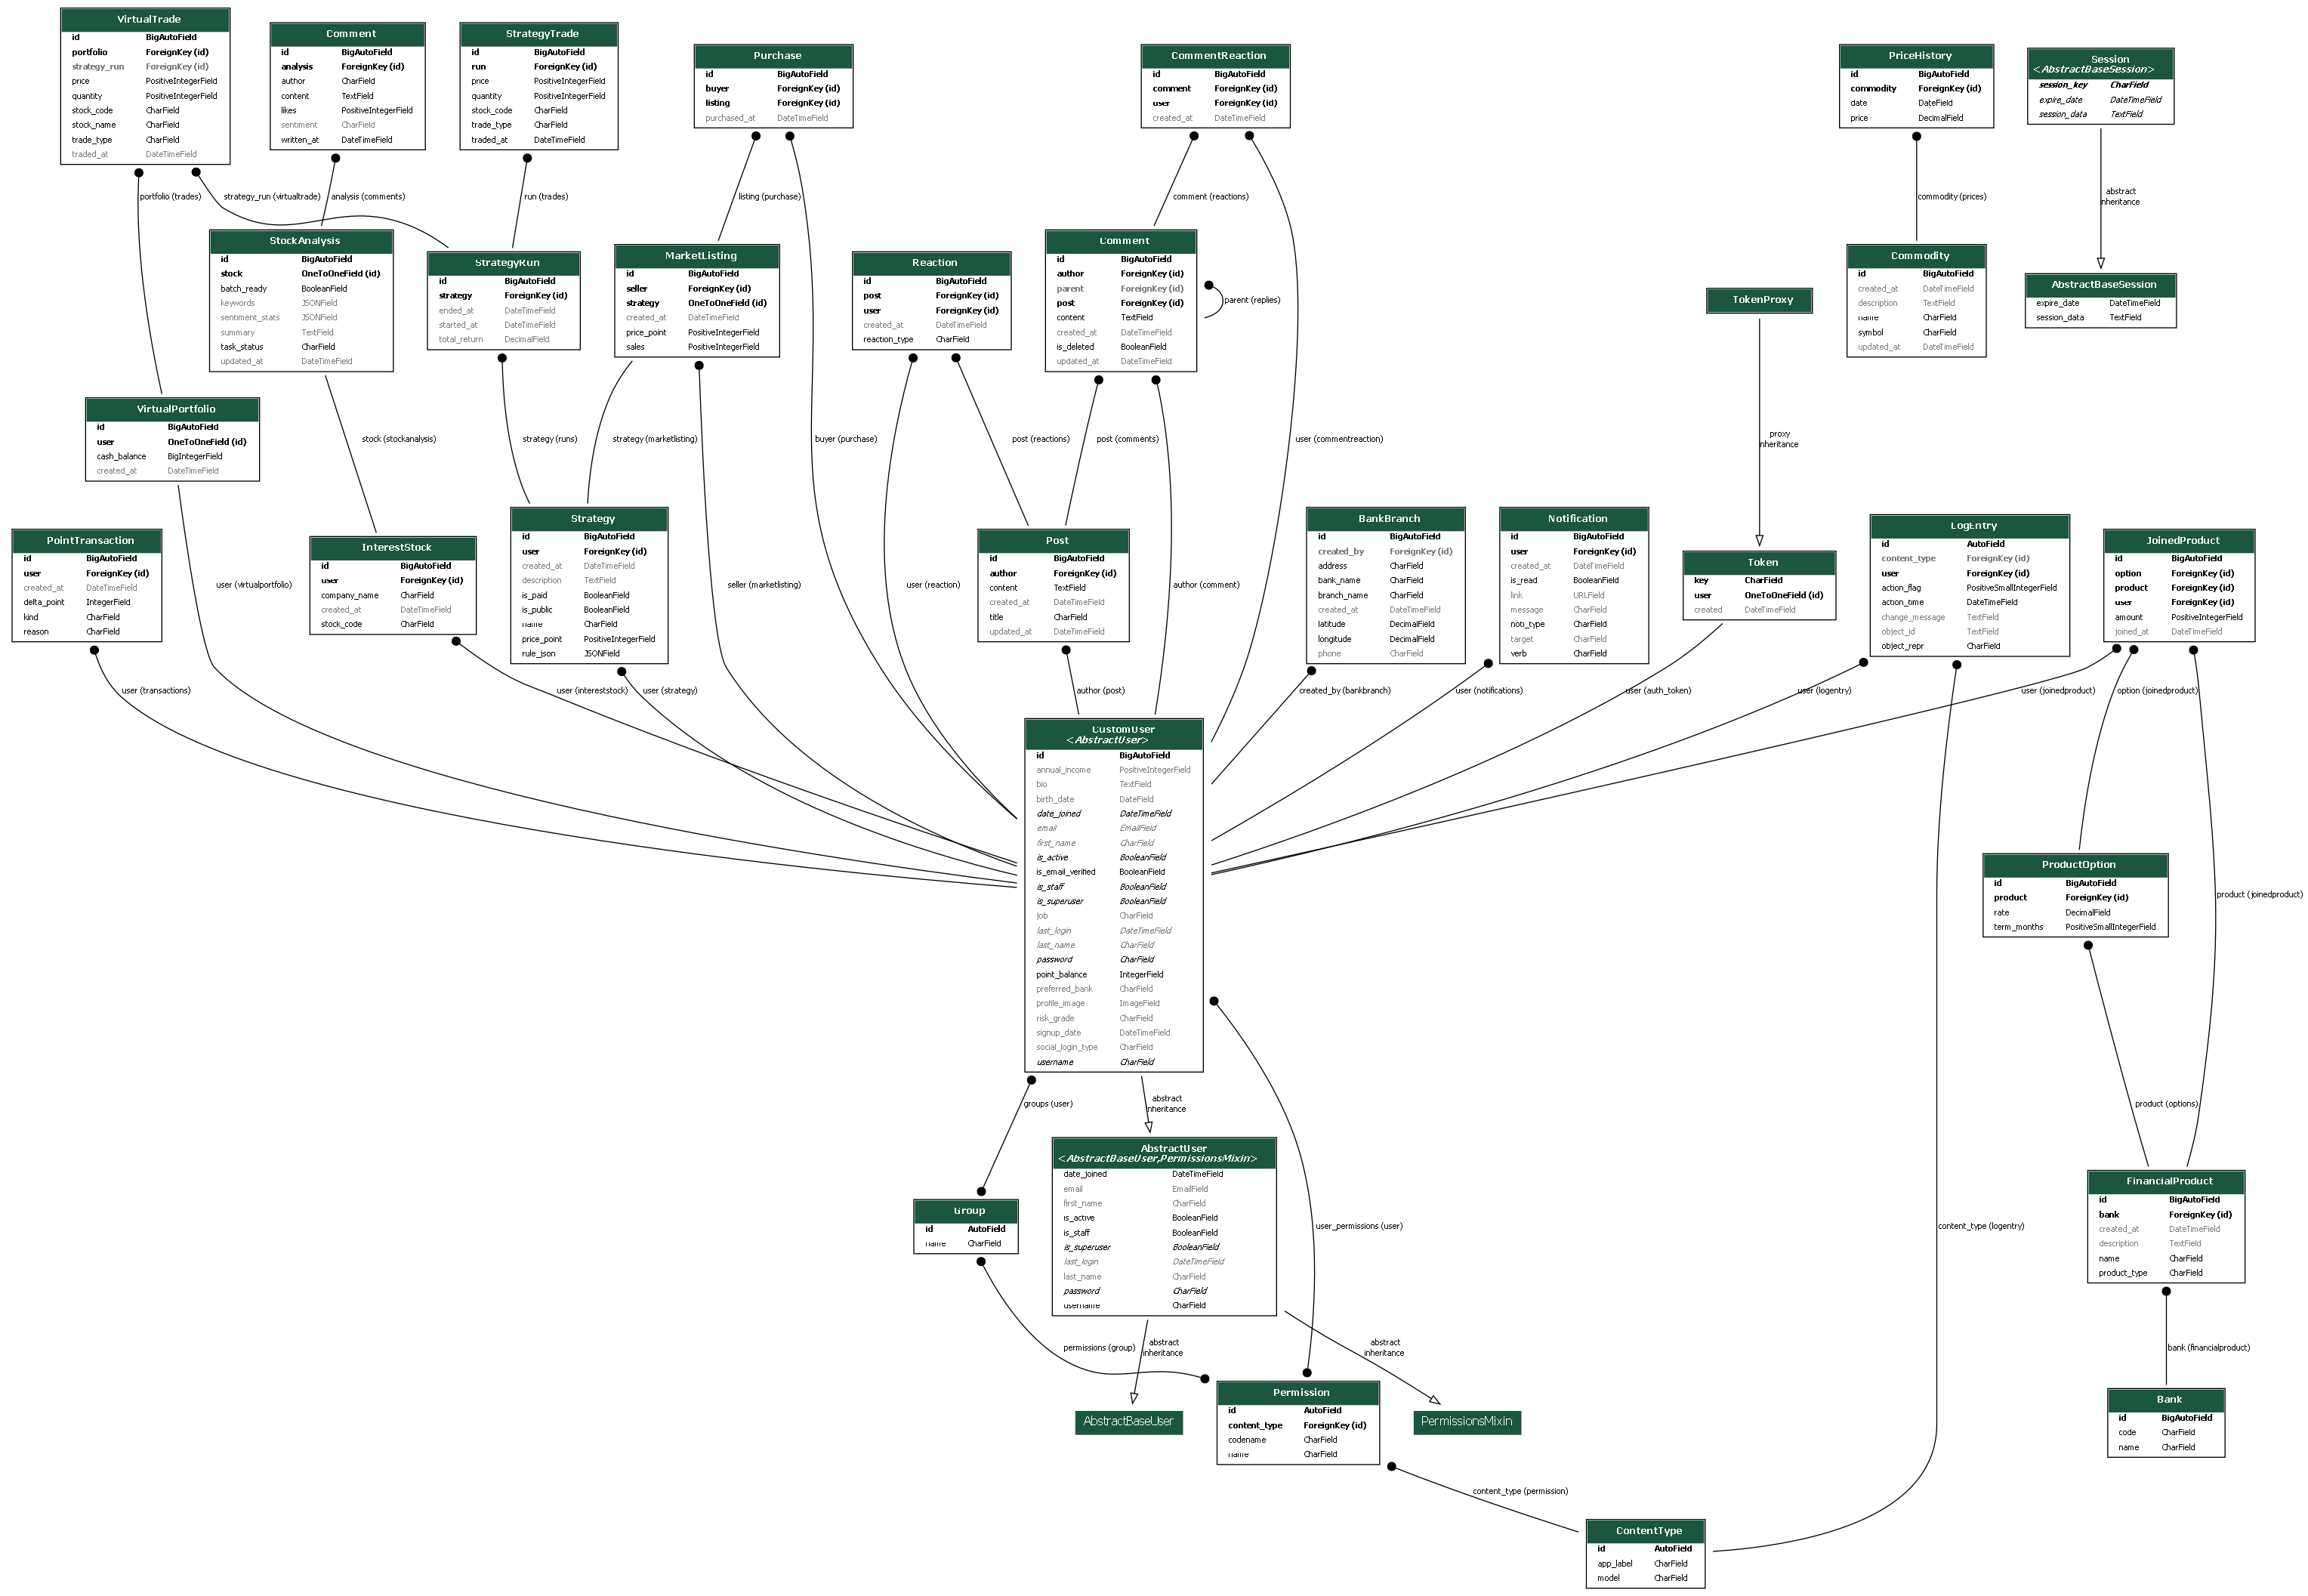 VirtualTrade
id BigAutoField
portfolio ForeignKey (id)
strategy_run ForeignKey (id)
price PositiveIntegerField
quantity PositiveIntegerField
stock_code CharField
stock_name CharField
trade_type CharField
traded_at DateTimeField
Comment
id BigAutoField
analysis ForeignKey (id)
author CharField
content TextField
likes PositiveIntegerField
sentiment CharField
written_at DateTimeField
StrategyTrade
id BigAutoField
run ForeignKey (id)
price PositiveIntegerField
quantity PositiveIntegerField
stock_code CharField
trade_type CharField
traded_at DateTimeField
Purchase
id BigAutoField
buyer ForeignKey (id)
listing ForeignKey (id)
purchased_at DateTimeField
CommentReaction
id BigAutoField
comment ForeignKey (id)
user ForeignKey (id)
created_at DateTimeField
PriceHistory
id BigAutoField
commodity ForeignKey (id)
date DateField
price DecimalField
Session
<AbstractBaseSession>
session_key CharField
expire_date DateTimeField
session_data TextField
portfolio (trades)
strategy_run (virtualtrade)
analysis (comments)
run (trades)
listing (purchase)
comment (reactions)
commodity (prices)
abstract
inheritance
StockAnalysis
id BigAutoField
stock OneToOneField (id)
batch_ready BooleanField
keywords JSONField
sentiment_stats JSONField
summary TextField
task_status CharField
updated_at DateTimeField
StrategyRun
id BigAutoField
strategy ForeignKey (id)
ended_at DateTimeField
started_at DateTimeField
total_return DecimalField
MarketListing
id BigAutoField
seller ForeignKey (id)
strategy OneToOneField (id)
created_at DateTimeField
price_point PositiveIntegerField
sales PositiveIntegerField
Reaction
id BigAutoField
post ForeignKey (id)
user ForeignKey (id)
created_at DateTimeField
reaction_type CharField
Comment
id BigAutoField
author ForeignKey (id)
parent ForeignKey (id)
post ForeignKey (id)
content TextField
created_at DateTimeField
is_deleted BooleanField
updated_at DateTimeField
parent (replies)
TokenProxy
Commodity
id BigAutoField
created_at DateTimeField
description TextField
name CharField
symbol CharField
updated_at DateTimeField
AbstractBaseSession
expire_date DateTimeField
session_data TextField
VirtualPortfolio
id BigAutoField
user OneToOneField (id)
cash_balance BigIntegerField
created_at DateTimeField
stock (stockanalysis)
strategy (runs)
strategy (marketlisting)
buyer (purchase)
post (reactions)
post (comments)
user (commentreaction)
proxy
inheritance
PointTransaction
id BigAutoField
user ForeignKey (id)
created_at DateTimeField
delta_point IntegerField
kind CharField
reason CharField
InterestStock
id BigAutoField
user ForeignKey (id)
company_name CharField
created_at DateTimeField
stock_code CharField
Strategy
id BigAutoField
user ForeignKey (id)
created_at DateTimeField
description TextField
is_paid BooleanField
is_public BooleanField
name CharField
price_point PositiveIntegerField
rule_json JSONField
Post
id BigAutoField
author ForeignKey (id)
content TextField
created_at DateTimeField
title CharField
updated_at DateTimeField
BankBranch
id BigAutoField
created_by ForeignKey (id)
address CharField
bank_name CharField
branch_name CharField
created_at DateTimeField
latitude DecimalField
longitude DecimalField
phone CharField
Notification
id BigAutoField
user ForeignKey (id)
created_at DateTimeField
is_read BooleanField
link URLField
message CharField
noti_type CharField
target CharField
verb CharField
Token
key CharField
user OneToOneField (id)
created DateTimeField
LogEntry
id AutoField
content_type ForeignKey (id)
user ForeignKey (id)
action_flag PositiveSmallIntegerField
action_time DateTimeField
change_message TextField
object_id TextField
object_repr CharField
JoinedProduct
id BigAutoField
option ForeignKey (id)
product ForeignKey (id)
user ForeignKey (id)
amount PositiveIntegerField
joined_at DateTimeField
user (virtualportfolio)
seller (marketlisting)
user (reaction)
author (comment)
user (transactions)
user (intereststock)
user (strategy)
author (post)
created_by (bankbranch)
user (notifications)
user (auth_token)
user (logentry)
user (joinedproduct)
option (joinedproduct)
CustomUser
<AbstractUser>
id BigAutoField
annual_income PositiveIntegerField
bio TextField
birth_date DateField
date_joined DateTimeField
email EmailField
first_name CharField
is_active BooleanField
is_email_verified BooleanField
is_staff BooleanField
is_superuser BooleanField
job CharField
last_login DateTimeField
last_name CharField
password CharField
point_balance IntegerField
preferred_bank CharField
profile_image ImageField
risk_grade CharField
signup_date DateTimeField
social_login_type CharField
username CharField
ProductOption
id BigAutoField
product ForeignKey (id)
rate DecimalField
term_months PositiveSmallIntegerField
product (joinedproduct)
groups (user)
abstract
inheritance
product (options)
AbstractUser
<AbstractBaseUser,PermissionsMixin>
date_joined DateTimeField
email EmailField
first_name CharField
is_active BooleanField
is_staff BooleanField
is_superuser BooleanField
last_login DateTimeField
last_name CharField
password CharField
username CharField
Group
id AutoField
name CharField
user_permissions (user)
content_type (logentry)
FinancialProduct
id BigAutoField
bank ForeignKey (id)
created_at DateTimeField
description TextField
name CharField
product_type CharField
permissions (group)
abstract
inheritance
abstract
inheritance
bank (financialproduct)
AbstractBaseUser
Permission
id AutoField
content_type ForeignKey (id)
codename CharField
name CharField
PermissionsMixin
Bank
id BigAutoField
code CharField
name CharField
content_type (permission)
ContentType
id AutoField
app_label CharField
model CharField